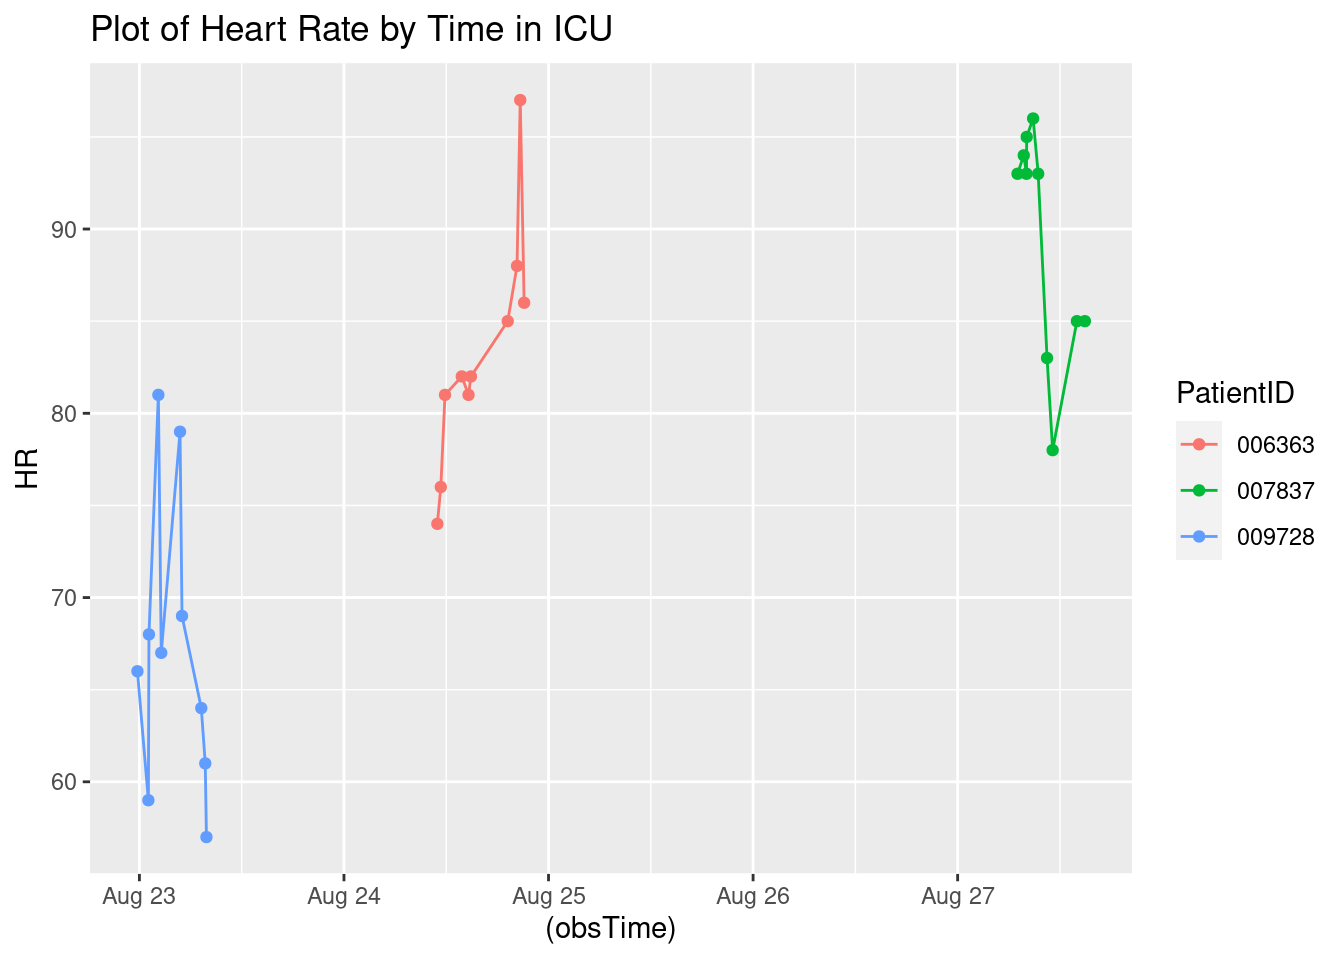 Plot of Heart Rate by Time in ICU
HR
90
80
70
60
Aug 23 Aug 24 Aug 25 Aug 26 Aug 27
(obsTime)
PatientID
006363
007837
009728